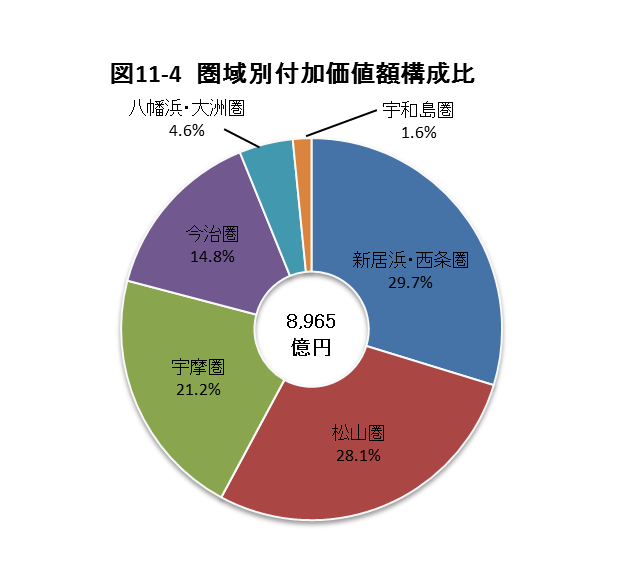 図11-4 圏域別付加価値額構成比
八幡浜・大洲圏
4.6%
宇和島圏
1.6%
新居浜・西条圏
29.7%
今治圏
14.8%
8,965
億円
宇摩圏
21.2%
松山圏
28.1%